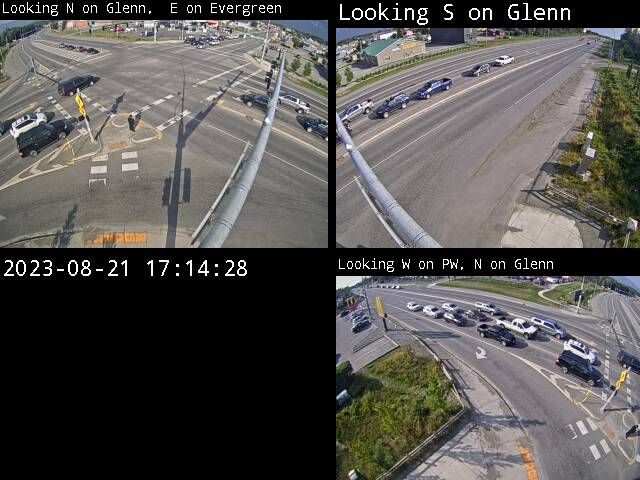 Looking N on Glenn,  E on Evergreen
Looking S on Glenn
2023-08-21 17:14:28
Looking W on PW, N on Glenn